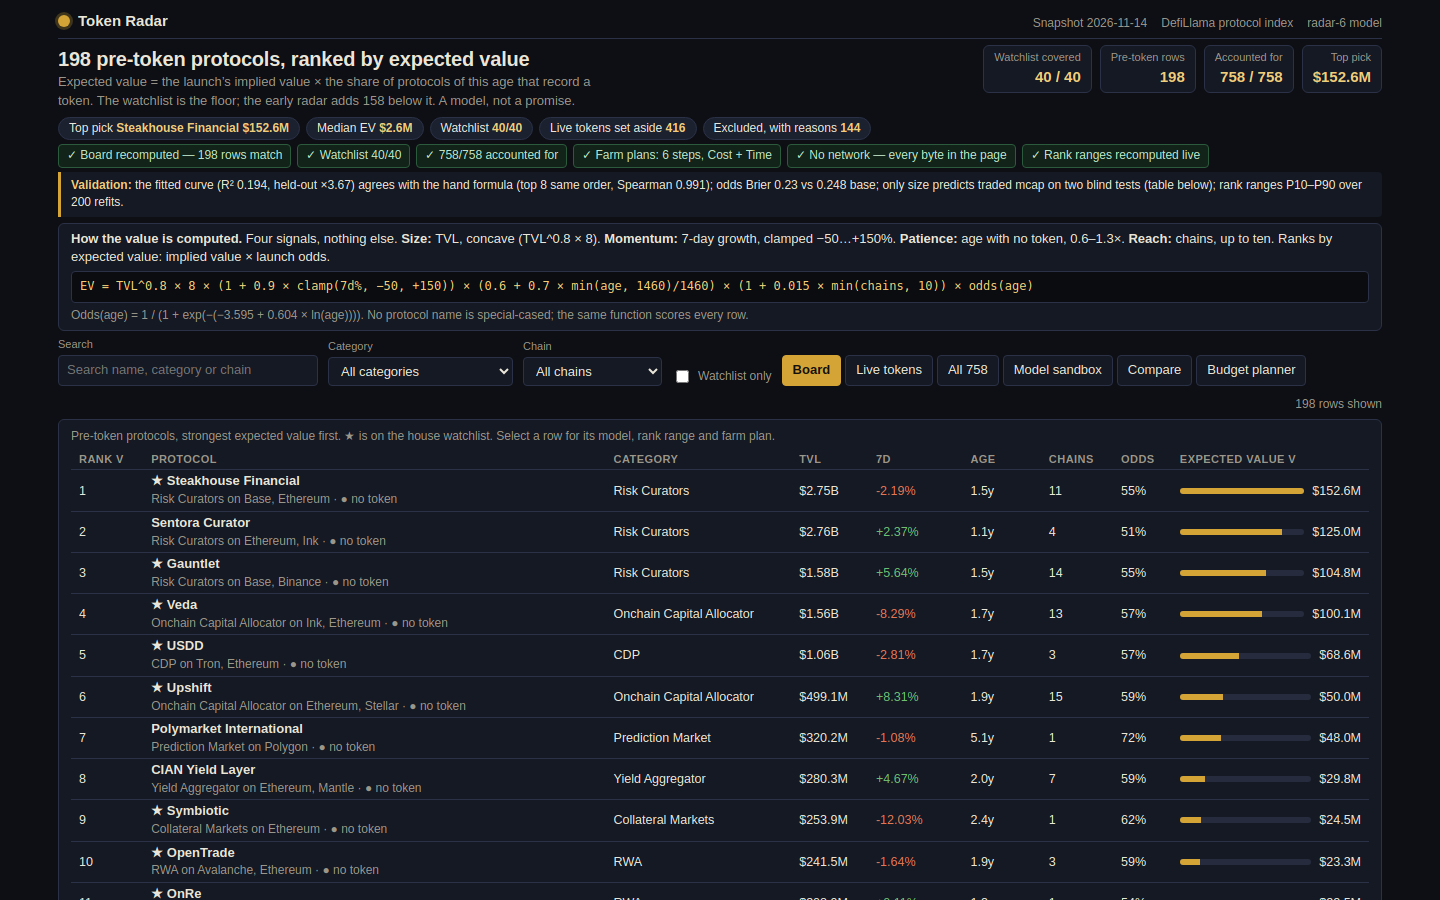 Token Radar
Snapshot 2026-11-14 DefiLlama protocol index radar-6 model
198 pre-token protocols, ranked by expected value
Expected value = the launch's implied value × the share of protocols of this age that record a
token. The watchlist is the floor; the early radar adds 158 below it. A model, not a promise.
Watchlist covered
40 / 40
Pre-token rows
198
Accounted for
758 / 758
Top pick
$152.6M
Top pick Steakhouse Financial $152.6M
Median EV $2.6M
Watchlist 40/40
Live tokens set aside 416
Excluded, with reasons 144
✓ Board recomputed — 198 rows match
✓ Watchlist 40/40
✓ 758/758 accounted for
✓ Farm plans: 6 steps, Cost + Time
✓ No network — every byte in the page
✓ Rank ranges recomputed live
Validation: the fitted curve (R² 0.194, held-out ×3.67) agrees with the hand formula (top 8 same order, Spearman 0.991); odds Brier 0.23 vs 0.248 base; only size predicts traded mcap on two blind tests (table below); rank ranges P10–P90 over
200 refits.
How the value is computed. Four signals, nothing else. Size: TVL, concave (TVL^0.8 × 8). Momentum: 7-day growth, clamped −50…+150%. Patience: age with no token, 0.6–1.3×. Reach: chains, up to ten. Ranks by
expected value: implied value × launch odds.
EV = TVL^0.8 × 8 × (1 + 0.9 × clamp(7d%, −50, +150)) × (0.6 + 0.7 × min(age, 1460)/1460) × (1 + 0.015 × min(chains, 10)) × odds(age)
Odds(age) = 1 / (1 + exp(−(−3.595 + 0.604 × ln(age)))). No protocol name is special-cased; the same function scores every row.
Search
Search name, category or chain
Category
All categories
Chain
All chains
Watchlist only
Board
Live tokens
All 758
Model sandbox
Compare
Budget planner
198 rows shown
Pre-token protocols, strongest expected value first. ★ is on the house watchlist. Select a row for its model, rank range and farm plan.
RANK V PROTOCOL CATEGORY TVL 7D AGE CHAINS ODDS EXPECTED VALUE V
1 ★ Steakhouse Financial Risk Curators $2.75B -2.19% 1.5y 11 55% $152.6M
Risk Curators on Base, Ethereum · ● no token
2 Sentora Curator Risk Curators $2.76B +2.37% 1.1y 4 51% $125.0M
Risk Curators on Ethereum, Ink · ● no token
3 ★ Gauntlet Risk Curators $1.58B +5.64% 1.5y 14 55% $104.8M
Risk Curators on Base, Binance · ● no token
4 ★ Veda Onchain Capital Allocator $1.56B -8.29% 1.7y 13 57% $100.1M
Onchain Capital Allocator on Ink, Ethereum · ● no token
5 ★ USDD CDP $1.06B -2.81% 1.7y 3 57% $68.6M
CDP on Tron, Ethereum · ● no token
6 ★ Upshift Onchain Capital Allocator $499.1M +8.31% 1.9y 15 59% $50.0M
Onchain Capital Allocator on Ethereum, Stellar · ● no token
7 Polymarket International Prediction Market $320.2M -1.08% 5.1y 1 72% $48.0M
Prediction Market on Polygon · ● no token
8 CIAN Yield Layer Yield Aggregator $280.3M +4.67% 2.0y 7 59% $29.8M
Yield Aggregator on Ethereum, Mantle · ● no token
9 ★ Symbiotic Collateral Markets $253.9M -12.03% 2.4y 1 62% $24.5M
Collateral Markets on Ethereum · ● no token
10 ★ OpenTrade RWA $241.5M -1.64% 1.9y 3 59% $23.3M
RWA on Avalanche, Ethereum · ● no token
★ OnRe